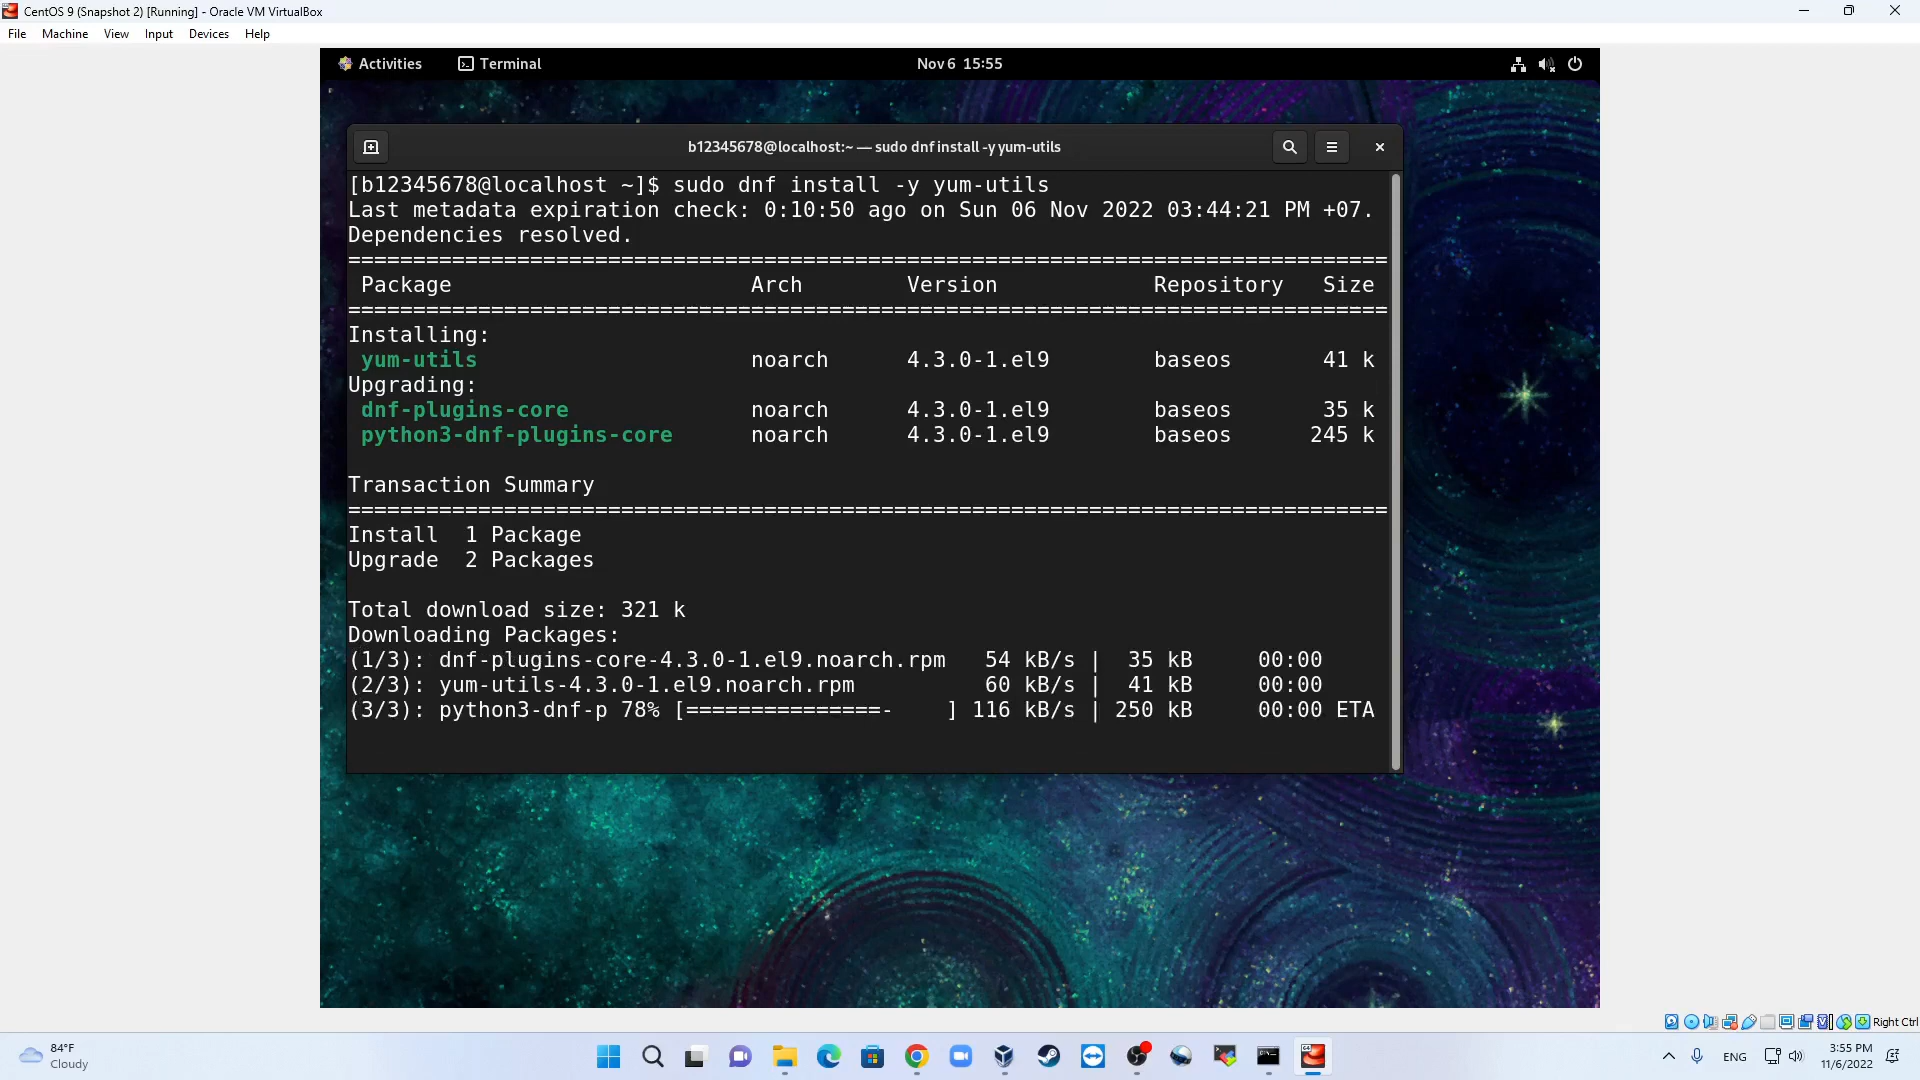 CentOS 9 (Snapshot 2) [Running] - Oracle VM VirtualBox
File Machine View Input Devices Help
Activities Terminal Nov 6 15:55
b12345678@localhost:~ — sudo dnf install -y yum-utils
[b12345678@localhost ~]$ sudo dnf install -y yum-utils
Last metadata expiration check: 0:10:50 ago on Sun 06 Nov 2022 03:44:21 PM +07.
Dependencies resolved.
================================================================================
Package Arch Version Repository Size
================================================================================
Installing:
yum-utils noarch 4.3.0-1.el9 baseos 41 k
Upgrading:
dnf-plugins-core noarch 4.3.0-1.el9 baseos 35 k
python3-dnf-plugins-core noarch 4.3.0-1.el9 baseos 245 k
Transaction Summary
================================================================================
Install 1 Package
Upgrade 2 Packages
Total download size: 321 k
Downloading Packages:
(1/3): dnf-plugins-core-4.3.0-1.el9.noarch.rpm 54 kB/s | 35 kB 00:00
(2/3): yum-utils-4.3.0-1.el9.noarch.rpm 60 kB/s | 41 kB 00:00
(3/3): python3-dnf-p 78% [===============- ] 116 kB/s | 250 kB 00:00 ETA
Right Ctrl
84°F
Cloudy
ENG
3:55 PM
11/6/2022